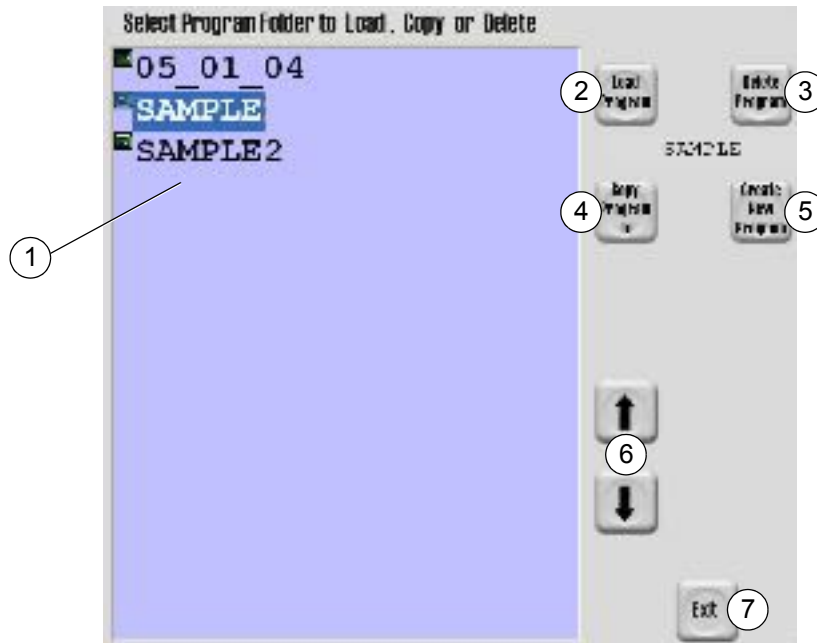 Select Program Folder to Load, Copy or Delete
05_01_04
SAMPLE
SAMPLE2
1
2
Load
Program
Delete
Program
3
SAMPLE
4
Copy
Program
To
Create
New
Program
5
6
Exit
7